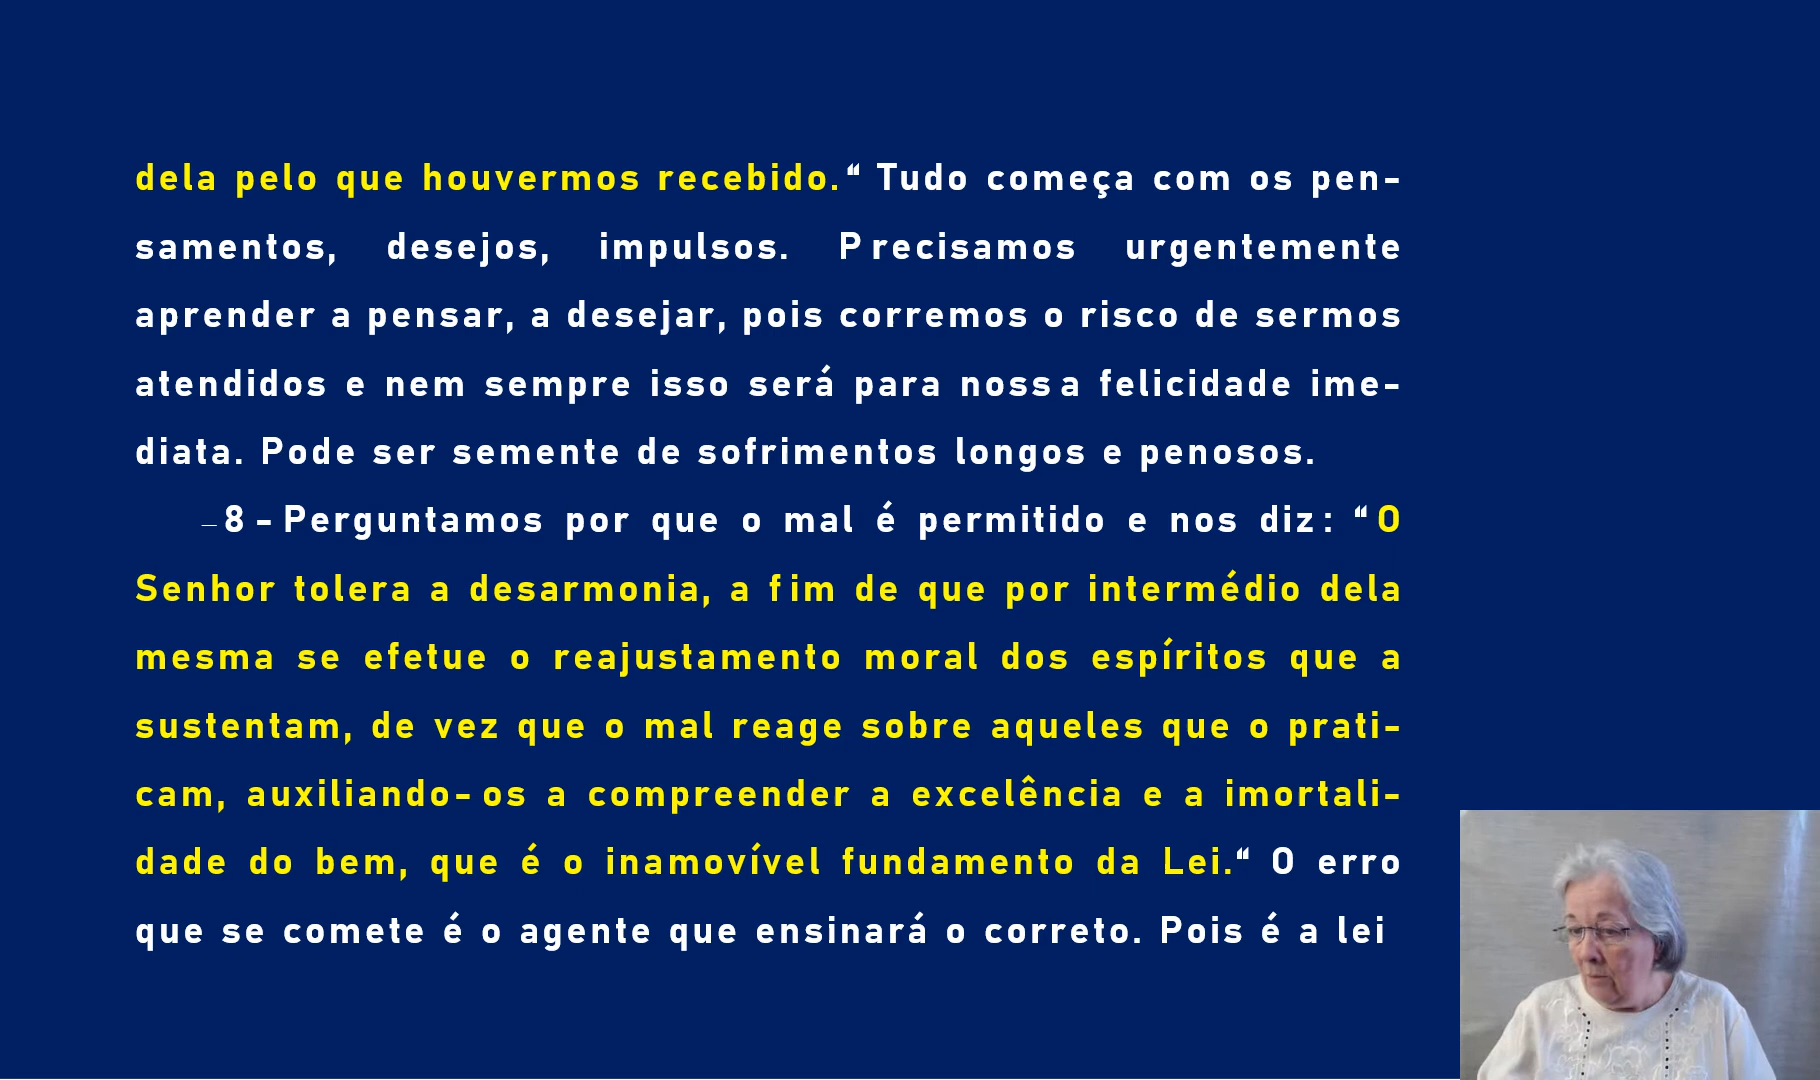 dela pelo que houvermos recebido.“ Tudo começa com os pen-
samentos, desejos, impulsos. Precisamos urgentemente
aprender a pensar, a desejar, pois corremos o risco de sermos
atendidos e nem sempre isso será para nossa felicidade ime-
diata. Pode ser semente de sofrimentos longos e penosos.
–8 - Perguntamos por que o mal é permitido e nos diz: “O
Senhor tolera a desarmonia, a fim de que por intermédio dela
mesma se efetue o reajustamento moral dos espíritos que a
sustentam, de vez que o mal reage sobre aqueles que o prati-
cam, auxiliando-os a compreender a excelência e a imortali-
dade do bem, que é o inamovível fundamento da Lei.“ O erro
que se comete é o agente que ensinará o correto. Pois é a lei